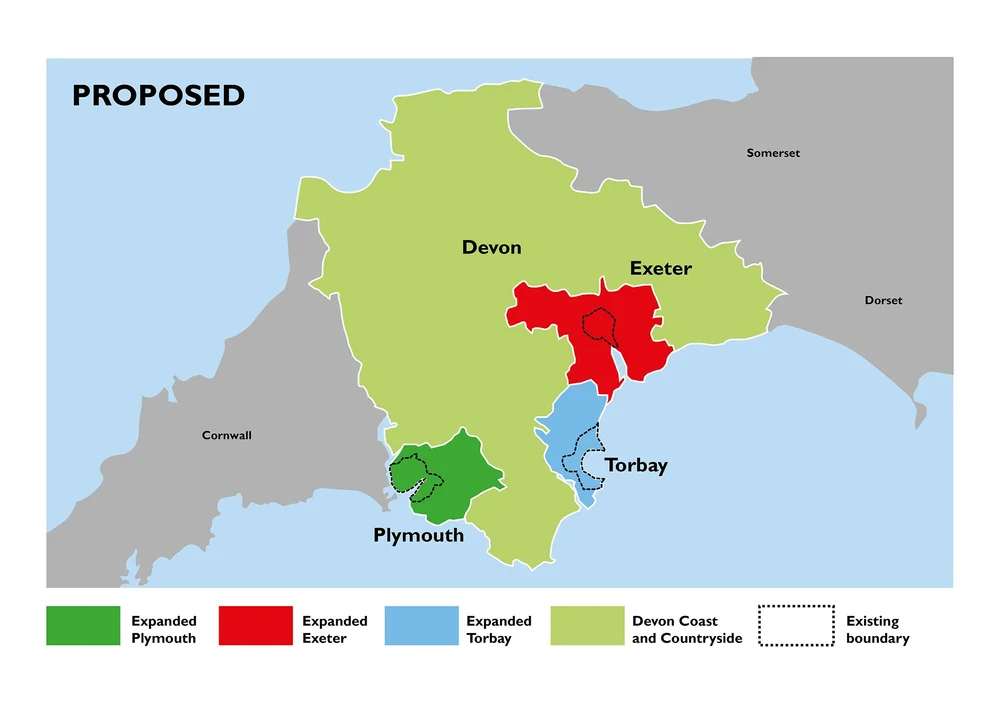 PROPOSED
Somerset
Devon
Exeter
Dorset
Cornwall
Torbay
Plymouth
Expanded
Plymouth
Expanded
Exeter
Expanded
Torbay
Devon Coast
and Countryside
Existing
boundary